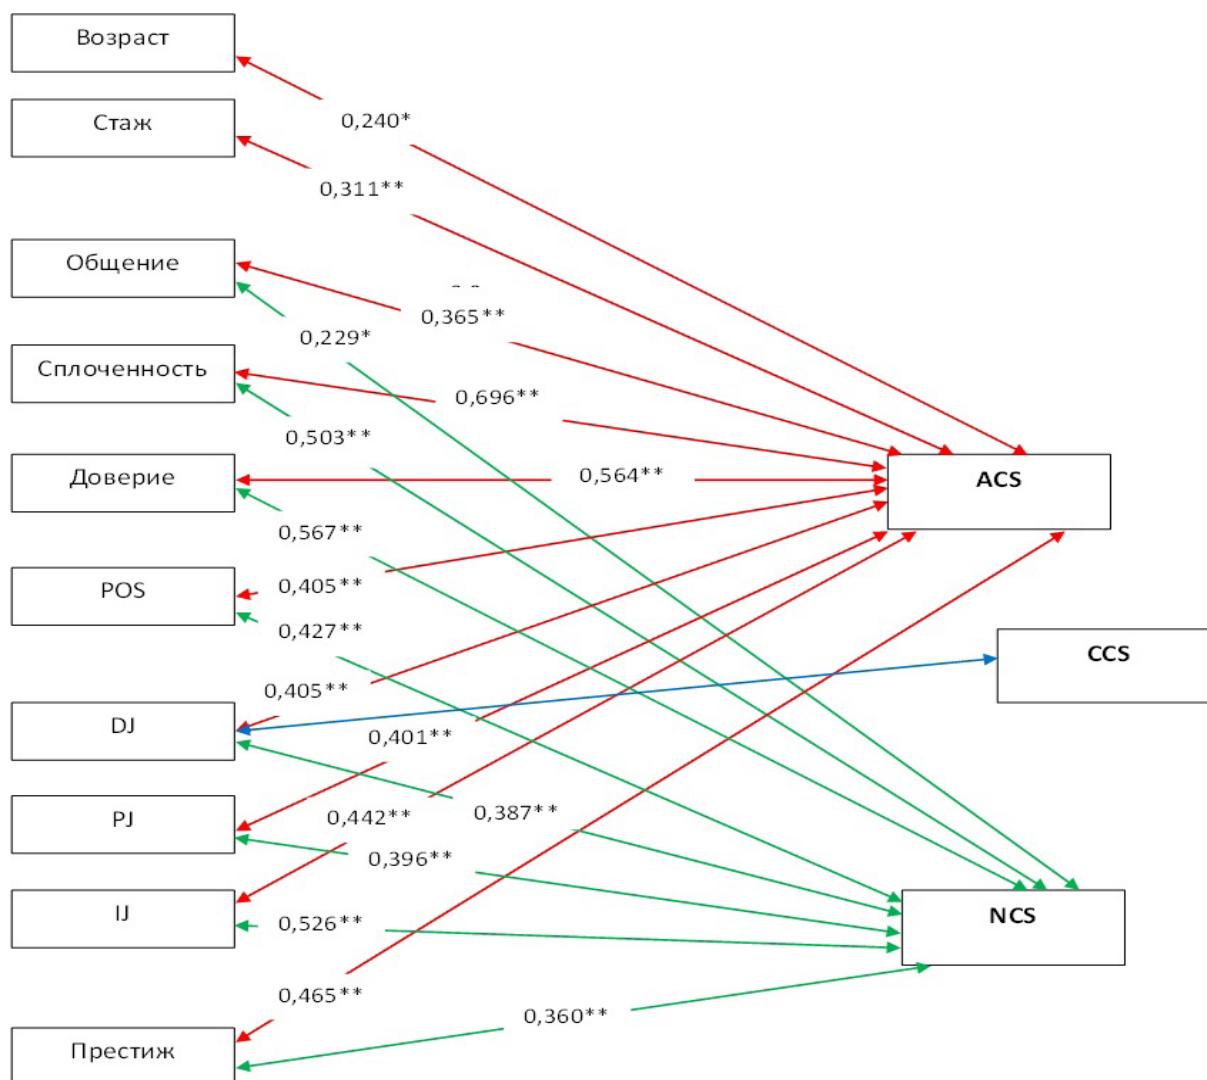 Возраст
0,240*
Стаж
0,311**
Общение
0,365**
0,229*
Сплоченность
0,696**
0,503**
Доверие
0,564**
ACS
0,567**
POS
0,405**
0,427**
CCS
0,405**
DJ
0,401**
PJ
0,442**
0,387**
0,396**
IJ
0,526**
NCS
0,465**
0,360**
Престиж